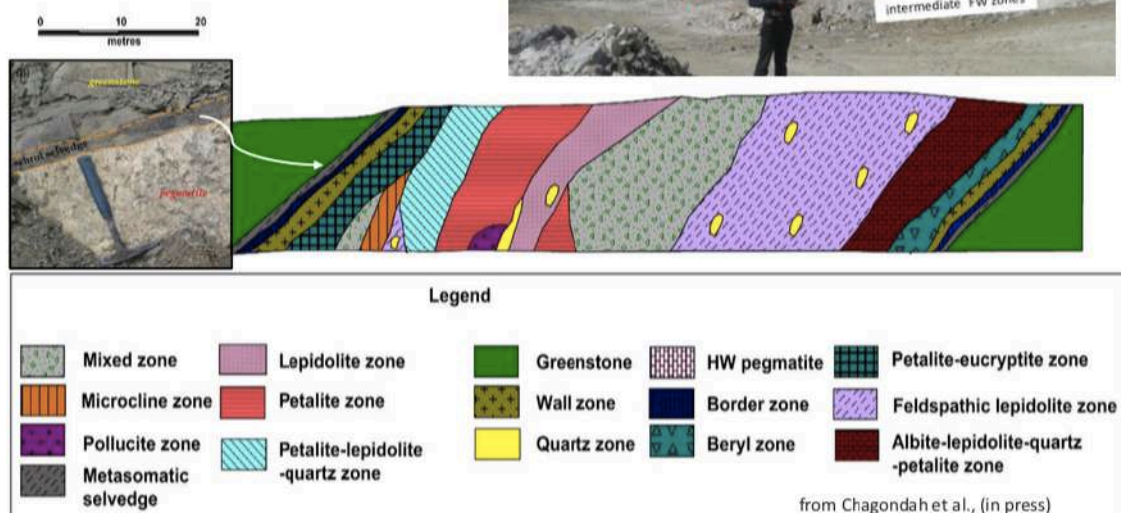 0 10 20
metres
intermediate FW zones
greenstone
schrol selvedge
pegmatite
Legend
Mixed zone
Lepidolite zone
Greenstone
HW pegmatite
Petalite-eucryptite zone
Microcline zone
Petalite zone
Wall zone
Border zone
Feldspathic lepidolite zone
Pollucite zone
Petalite-lepidolite
-quartz zone
Quartz zone
Beryl zone
Albite-lepidolite-quartz
-petalite zone
Metasomatic
selvedge
from Chagondah et al., (in press)